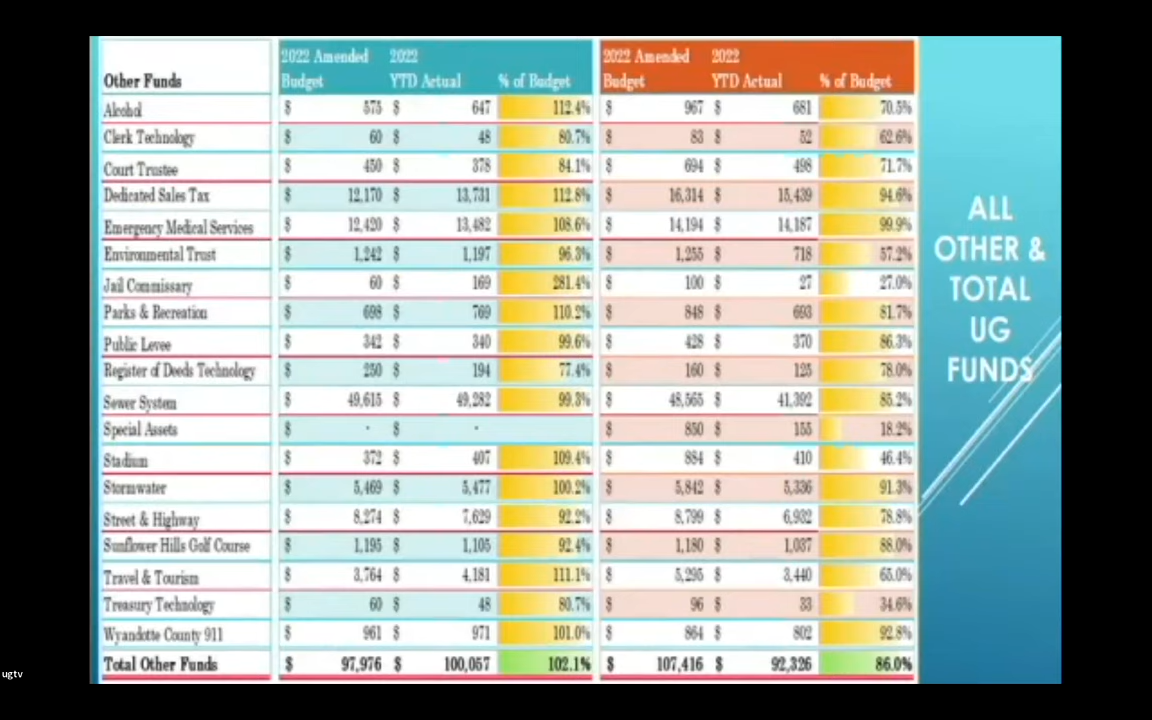 2022 Amended 2022 2022 Amended 2022
Other Funds Budget YTD Actual % of Budget Budget YTD Actual % of Budget
Alcohol $ 575 $ 647 112.4% $ 967 $ 681 70.5%
Clerk Technology $ 60 $ 48 80.7% $ 83 $ 52 62.6%
Court Trustee $ 450 $ 378 84.1% $ 694 $ 498 71.7%
Dedicated Sales Tax $ 12,170 $ 13,731 112.8% $ 16,314 $ 15,439 94.6%
Emergency Medical Services $ 12,420 $ 13,482 108.6% $ 14,194 $ 14,187 99.9%
Environmental Trust $ 1,242 $ 1,197 96.3% $ 1,255 $ 718 57.2%
Jail Commissary $ 60 $ 169 281.4% $ 100 $ 27 27.0%
Parks & Recreation $ 698 $ 769 110.2% $ 848 $ 693 81.7%
Public Levee $ 342 $ 340 99.6% $ 428 $ 370 86.3%
Register of Deeds Technology $ 250 $ 194 77.4% $ 160 $ 125 78.0%
Sewer System $ 49,615 $ 49,282 99.3% $ 48,565 $ 41,392 85.2%
Special Assets $ - $ - $ 850 $ 155 18.2%
Stadium $ 372 $ 407 109.4% $ 884 $ 410 46.4%
Stormwater $ 5,469 $ 5,477 100.2% $ 5,842 $ 5,336 91.3%
Street & Highway $ 8,274 $ 7,629 92.2% $ 8,799 $ 6,932 78.8%
Sunflower Hills Golf Course $ 1,195 $ 1,105 92.4% $ 1,180 $ 1,037 88.0%
Travel & Tourism $ 3,764 $ 4,181 111.1% $ 5,295 $ 3,440 65.0%
Treasury Technology $ 60 $ 48 80.7% $ 96 $ 33 34.6%
Wyandotte County 911 $ 961 $ 971 101.0% $ 864 $ 802 92.8%
Total Other Funds $ 97,976 $ 100,057 102.1% $ 107,416 $ 92,326 86.0%
ALL
OTHER &
TOTAL
UG
FUNDS
ugtv